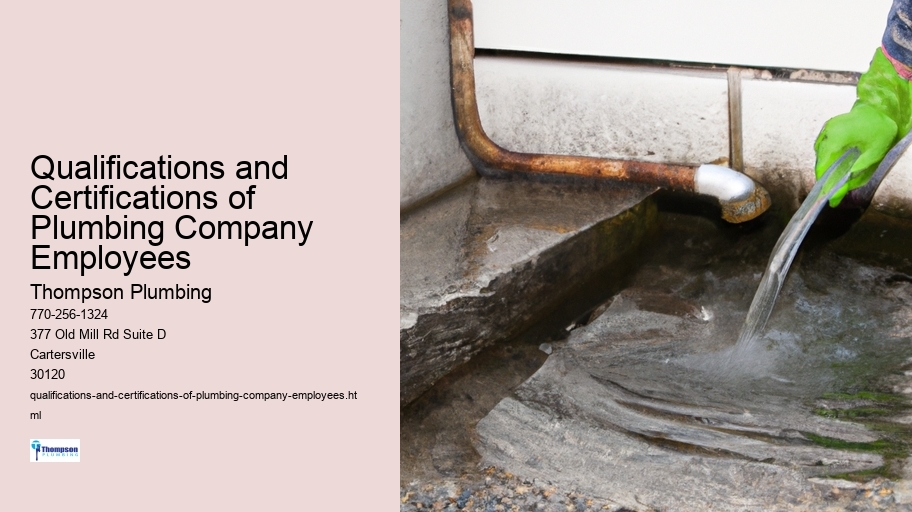 Qualifications and
Certifications of
Plumbing Company
Employees
Thompson Plumbing
770-256-1324
377 Old Mill Rd Suite D
Cartersville
30120
qualifications-and-certifications-of-plumbing-company-employees.ht
ml
Thompson
PLUMBING